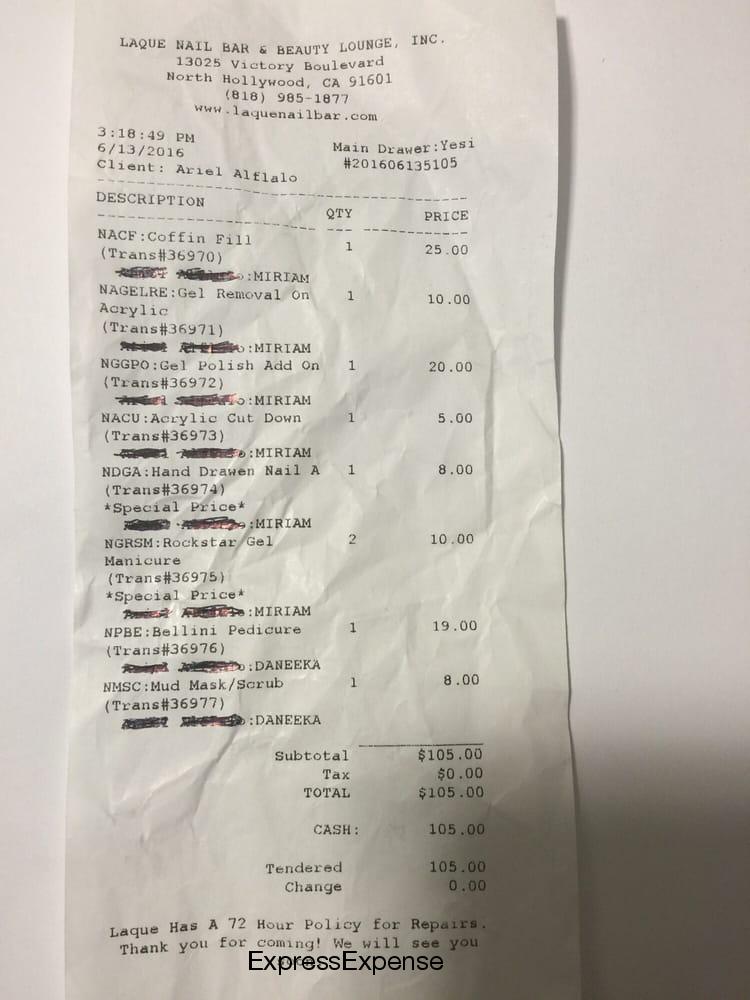 LAQUE NAIL BAR & BEAUTY LOUNGE, INC.
13025 Victory Boulevard
North Hollywood, CA 91601
(818) 985-1877
www.laquenailbar.com
3:18:49 PM
6/13/2016 Main Drawer:Yesi
Client: Ariel Alflalo #201606135105
DESCRIPTION QTY PRICE
NACF:Coffin Fill 1 25.00
(Trans#36970)
:MIRIAM
NAGELRE:Gel Removal On 1 10.00
Acrylic
(Trans#36971)
:MIRIAM
NGGPO:Gel Polish Add On 1 20.00
(Trans#36972)
:MIRIAM
NACU:Acrylic Cut Down 1 5.00
(Trans#36973)
:MIRIAM
NDGA:Hand Drawen Nail A 1 8.00
(Trans#36974)
*Special Price*
:MIRIAM
NGRSM:Rockstar Gel 2 10.00
Manicure
(Trans#36975)
*Special Price*
:MIRIAM
NPBE:Bellini Pedicure 1 19.00
(Trans#36976)
:DANEEKA
NMSC:Mud Mask/Scrub 1 8.00
(Trans#36977)
:DANEEKA
Subtotal $105.00
Tax $0.00
TOTAL $105.00
CASH: 105.00
Tendered 105.00
Change 0.00
Laque Has A 72 Hour Policy for Repairs.
Thank you for coming! We will see you
ExpressExpense